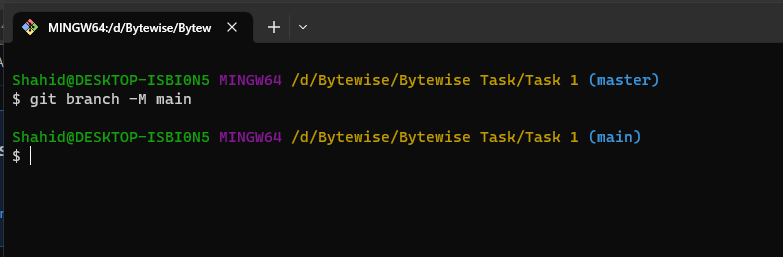 MINGW64:/d/Bytewise/Bytew
Shahid@DESKTOP-ISBI0N5 MINGW64 /d/Bytewise/Bytewise Task/Task 1 (master)
$ git branch -M main
Shahid@DESKTOP-ISBI0N5 MINGW64 /d/Bytewise/Bytewise Task/Task 1 (main)
$